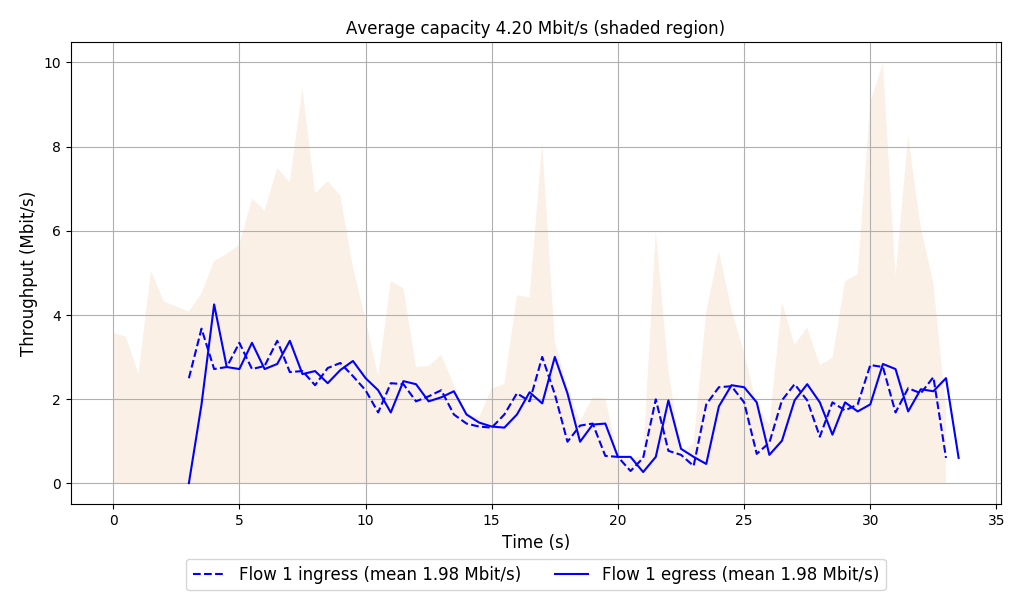 Average capacity 4.20 Mbit/s (shaded region)
Throughput (Mbit/s)
10
8
6
4
2
0
0 5 10 15 20 25 30 35
Time (s)
Flow 1 ingress (mean 1.98 Mbit/s) Flow 1 egress (mean 1.98 Mbit/s)